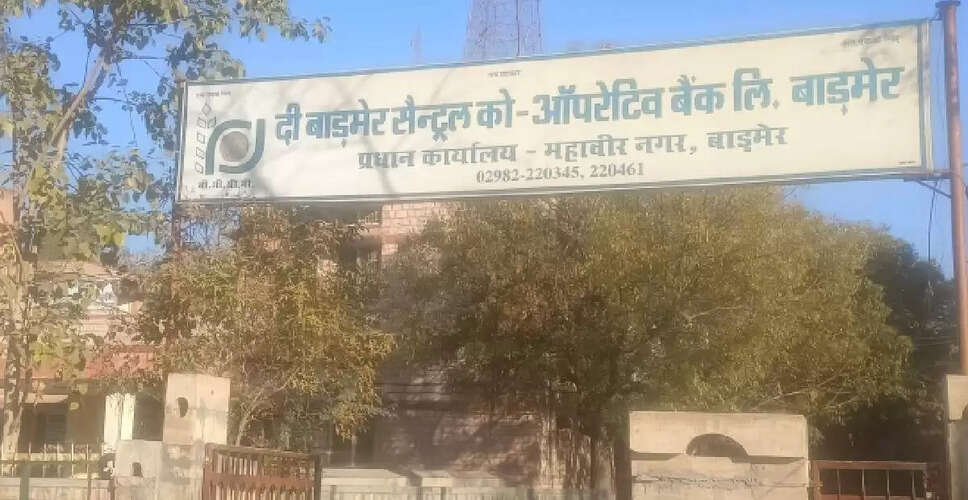 दी बाड़मेर सैन्ट्रल को-ऑपरेटिव बैंक लि. बाड़मेर
प्रधान कार्यालय - महाबीर नगर, बाड़मेर
02982-220345, 220461